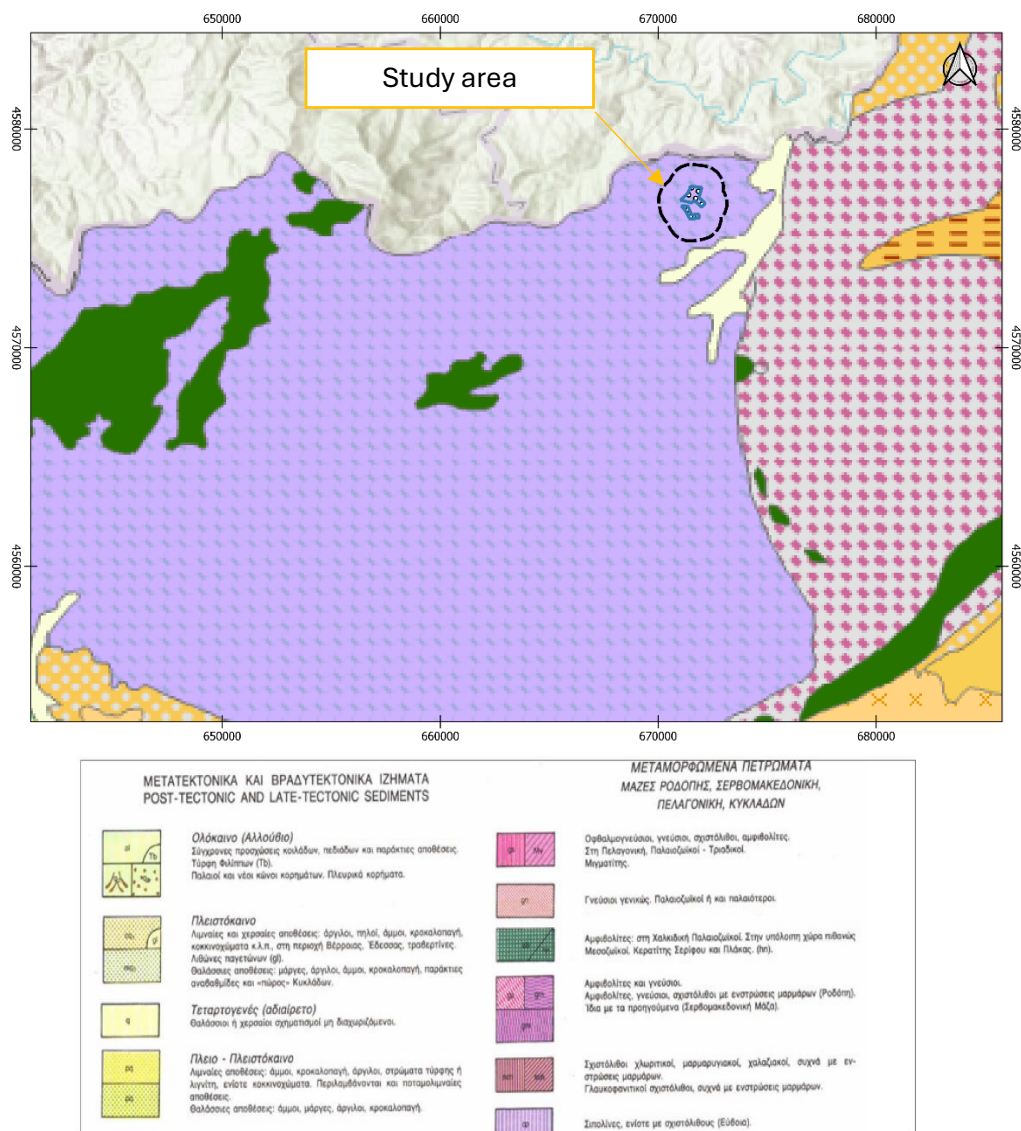 650000
660000
670000
680000
Study area
4580000
4580000
4570000
4570000
4560000
4560000
650000
660000
670000
680000
ΜΕΤΑΤΕΚΤΟΝΙΚΑ ΚΑΙ ΒΡΑΔΥΤΕΚΤΟΝΙΚΑ ΙΖΗΜΑΤΑ
POST-TECTONIC AND LATE-TECTONIC SEDIMENTS
al
Tb
Ολόκαινο (Αλλούβιο)
Σύγχρονες προσχώσεις κοιλάδων, πεδιάδων και παράκτιες αποθέσεις.
Τύρφη Φιλίππων (Tb).
Παλαιοί και νέοι κώνοι κορημάτων. Πλευρικά κορήματα.
gl
Πλειστόκαινο
Λιμναίες και χερσαίες αποθέσεις: άργιλοι, πηλοί, άμμοι, κροκαλοπαγή,
κοκκινοχώματα κ.λ.π., στη περιοχή Βέρροιας, Έδεσσας, τραβερτίνες.
Λιθώνες παγετώνων (gl).
Θαλάσσιες αποθέσεις: μάργες, άργιλοι, άμμοι, κροκαλοπαγή, παράκτιες
αναβαθμίδες και «πώρος» Κυκλάδων.
q
Τεταρτογενές (αδιαίρετο)
Θαλάσσιοι ή χερσαίοι σχηματισμοί μη διαχωριζόμενοι.
Πλειο - Πλειστόκαινο
Λιμναίες αποθέσεις: άμμοι, κροκαλοπαγή, άργιλοι, στρώματα τύρφης ή
λιγνίτη, ενίοτε κοκκινοχώματα. Περιλαμβάνονται και ποταμολιμναίες
αποθέσεις.
Θαλάσσιες αποθέσεις: άμμοι, μάργες, άργιλοι, κροκαλοπαγή.
ΜΕΤΑΜΟΡΦΩΜΕΝΑ ΠΕΤΡΩΜΑΤΑ
ΜΑΖΕΣ ΡΟΔΟΠΗΣ, ΣΕΡΒΟΜΑΚΕΔΟΝΙΚΗ,
ΠΕΛΑΓΟΝΙΚΗ, ΚΥΚΛΑΔΩΝ
Οφθαλμογνεύσιοι, γνεύσιοι, σχιστόλιθοι, αμφιβολίτες.
Στη Πελαγονική, Παλαιοζωϊκοί - Τριαδικοί.
Μιγματίτης.
gn
Γνεύσιοι γενικώς. Παλαιοζωϊκοί ή και παλαιότεροι.
Αμφιβολίτες: στη Χαλκιδική Παλαιοζωϊκοί. Στην υπόλοιπη χώρα πιθανώς
Μεσοζωϊκοί. Κερατίτης Σερίφου και Πλάκας. (hn).
Αμφιβολίτες και γνεύσιοι.
Αμφιβολίτες, γνεύσιοι, σχιστόλιθοι με ενστρώσεις μαρμάρων (Ροδόπη).
Ίδια με τα προηγούμενα (Σερβομακεδονική Μάζα).
Σχιστόλιθοι χλωριτικοί, μαρμαρυγιακοί, χαλαζιακοί, συχνά με εν-
στρώσεις μαρμάρων.
Γλαυκοφανιτικοί σχιστόλιθοι, συχνά με ενστρώσεις μαρμάρων.
Σιπολίνες, ενίοτε με σχιστόλιθους (Εύβοια).